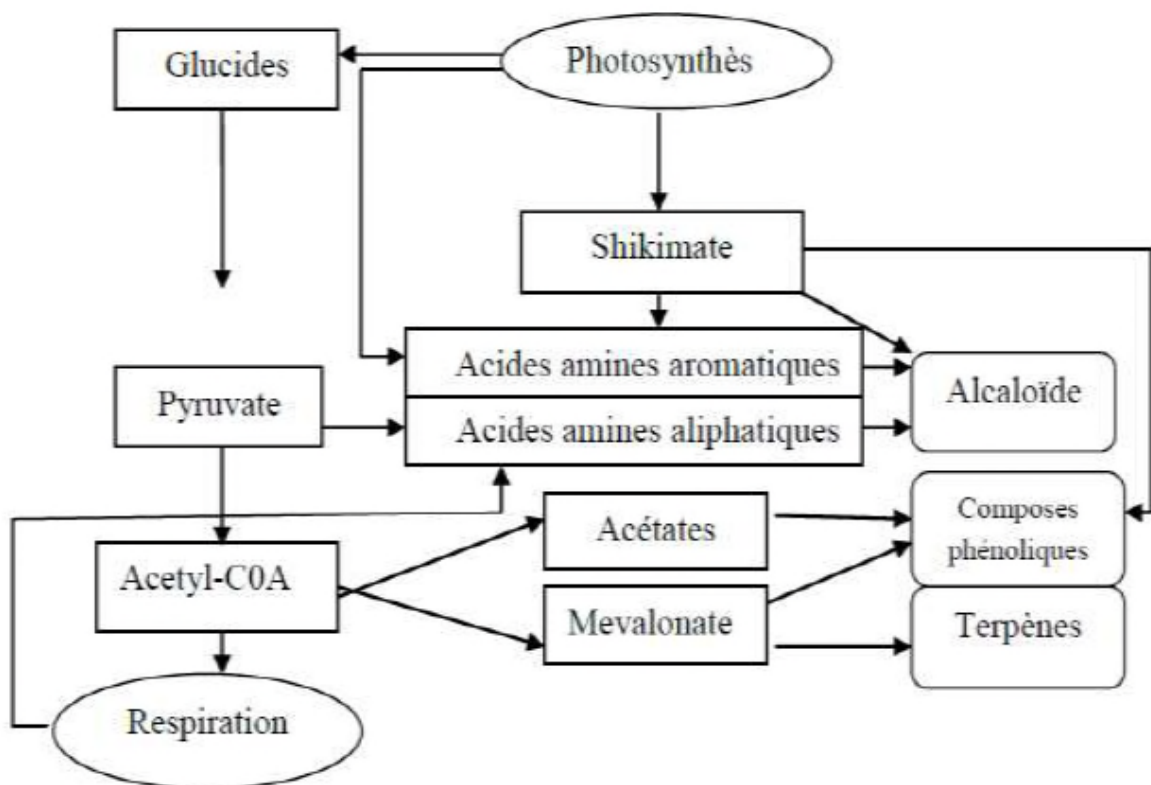 Glucides
Photosynthès
Shikimate
Acides amines aromatiques
Pyruvate
Acides amines aliphatiques
Alcaloïde
Acétates
Composes
phénoliques
Acetyl-C0A
Mevalonate
Terpènes
Respiration